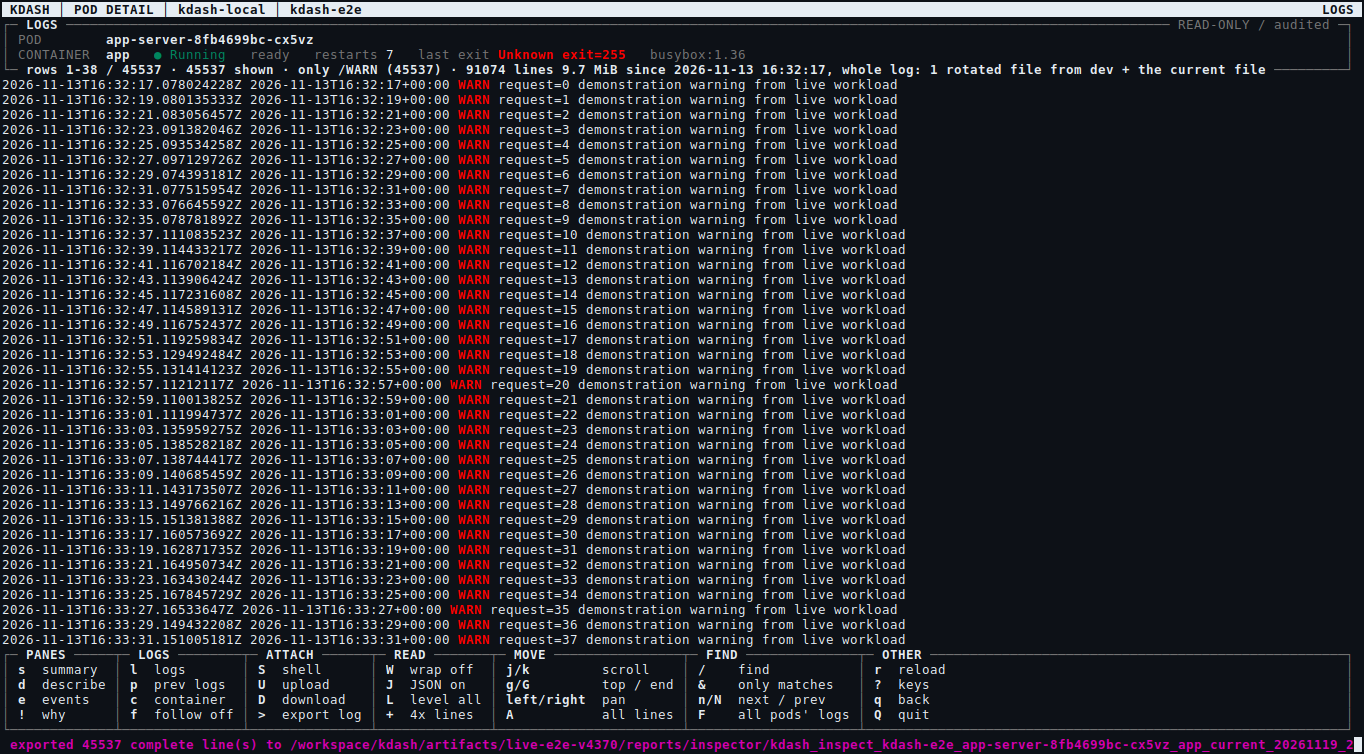 KDASH │ POD DETAIL │ kdash-local │ kdash-e2e LOGS
LOGS READ-ONLY / audited
POD app-server-8fb4699bc-cx5vz
CONTAINER app ● Running ready restarts 7 last exit Unknown exit=255 busybox:1.36
rows 1-38 / 45537 · 45537 shown · only /WARN (45537) · 91074 lines 9.7 MiB since 2026-11-13 16:32:17, whole log: 1 rotated file from dev + the current file
2026-11-13T16:32:17.078024228Z 2026-11-13T16:32:17+00:00 WARN request=0 demonstration warning from live workload
2026-11-13T16:32:19.080135333Z 2026-11-13T16:32:19+00:00 WARN request=1 demonstration warning from live workload
2026-11-13T16:32:21.083056457Z 2026-11-13T16:32:21+00:00 WARN request=2 demonstration warning from live workload
2026-11-13T16:32:23.091382046Z 2026-11-13T16:32:23+00:00 WARN request=3 demonstration warning from live workload
2026-11-13T16:32:25.093534258Z 2026-11-13T16:32:25+00:00 WARN request=4 demonstration warning from live workload
2026-11-13T16:32:27.097129726Z 2026-11-13T16:32:27+00:00 WARN request=5 demonstration warning from live workload
2026-11-13T16:32:29.074393181Z 2026-11-13T16:32:29+00:00 WARN request=6 demonstration warning from live workload
2026-11-13T16:32:31.077515954Z 2026-11-13T16:32:31+00:00 WARN request=7 demonstration warning from live workload
2026-11-13T16:32:33.076645592Z 2026-11-13T16:32:33+00:00 WARN request=8 demonstration warning from live workload
2026-11-13T16:32:35.078781892Z 2026-11-13T16:32:35+00:00 WARN request=9 demonstration warning from live workload
2026-11-13T16:32:37.111083523Z 2026-11-13T16:32:37+00:00 WARN request=10 demonstration warning from live workload
2026-11-13T16:32:39.114433217Z 2026-11-13T16:32:39+00:00 WARN request=11 demonstration warning from live workload
2026-11-13T16:32:41.116702184Z 2026-11-13T16:32:41+00:00 WARN request=12 demonstration warning from live workload
2026-11-13T16:32:43.113906424Z 2026-11-13T16:32:43+00:00 WARN request=13 demonstration warning from live workload
2026-11-13T16:32:45.117231608Z 2026-11-13T16:32:45+00:00 WARN request=14 demonstration warning from live workload
2026-11-13T16:32:47.114589131Z 2026-11-13T16:32:47+00:00 WARN request=15 demonstration warning from live workload
2026-11-13T16:32:49.116752437Z 2026-11-13T16:32:49+00:00 WARN request=16 demonstration warning from live workload
2026-11-13T16:32:51.119259834Z 2026-11-13T16:32:51+00:00 WARN request=17 demonstration warning from live workload
2026-11-13T16:32:53.129492484Z 2026-11-13T16:32:53+00:00 WARN request=18 demonstration warning from live workload
2026-11-13T16:32:55.131414123Z 2026-11-13T16:32:55+00:00 WARN request=19 demonstration warning from live workload
2026-11-13T16:32:57.11212117Z 2026-11-13T16:32:57+00:00 WARN request=20 demonstration warning from live workload
2026-11-13T16:32:59.110013825Z 2026-11-13T16:32:59+00:00 WARN request=21 demonstration warning from live workload
2026-11-13T16:33:01.111994737Z 2026-11-13T16:33:01+00:00 WARN request=22 demonstration warning from live workload
2026-11-13T16:33:03.135959275Z 2026-11-13T16:33:03+00:00 WARN request=23 demonstration warning from live workload
2026-11-13T16:33:05.138528218Z 2026-11-13T16:33:05+00:00 WARN request=24 demonstration warning from live workload
2026-11-13T16:33:07.138744417Z 2026-11-13T16:33:07+00:00 WARN request=25 demonstration warning from live workload
2026-11-13T16:33:09.140685459Z 2026-11-13T16:33:09+00:00 WARN request=26 demonstration warning from live workload
2026-11-13T16:33:11.143173507Z 2026-11-13T16:33:11+00:00 WARN request=27 demonstration warning from live workload
2026-11-13T16:33:13.149766216Z 2026-11-13T16:33:13+00:00 WARN request=28 demonstration warning from live workload
2026-11-13T16:33:15.151381388Z 2026-11-13T16:33:15+00:00 WARN request=29 demonstration warning from live workload
2026-11-13T16:33:17.160573692Z 2026-11-13T16:33:17+00:00 WARN request=30 demonstration warning from live workload
2026-11-13T16:33:19.162871735Z 2026-11-13T16:33:19+00:00 WARN request=31 demonstration warning from live workload
2026-11-13T16:33:21.164950734Z 2026-11-13T16:33:21+00:00 WARN request=32 demonstration warning from live workload
2026-11-13T16:33:23.163430244Z 2026-11-13T16:33:23+00:00 WARN request=33 demonstration warning from live workload
2026-11-13T16:33:25.167845729Z 2026-11-13T16:33:25+00:00 WARN request=34 demonstration warning from live workload
2026-11-13T16:33:27.16533647Z 2026-11-13T16:33:27+00:00 WARN request=35 demonstration warning from live workload
2026-11-13T16:33:29.149432208Z 2026-11-13T16:33:29+00:00 WARN request=36 demonstration warning from live workload
2026-11-13T16:33:31.151005181Z 2026-11-13T16:33:31+00:00 WARN request=37 demonstration warning from live workload
PANES LOGS ATTACH READ MOVE FIND OTHER
s summary l logs S shell W wrap off j/k scroll / find r reload
d describe p prev logs U upload J JSON on g/G top / end & only matches ? keys
e events c container D download L level all left/right pan n/N next / prev q back
! why f follow off > export log + 4x lines A all lines F all pods' logs Q quit
exported 45537 complete line(s) to /workspace/kdash/artifacts/live-e2e-v4370/reports/inspector/kdash_inspect_kdash-e2e_app-server-8fb4699bc-cx5vz_app_current_20261119_2